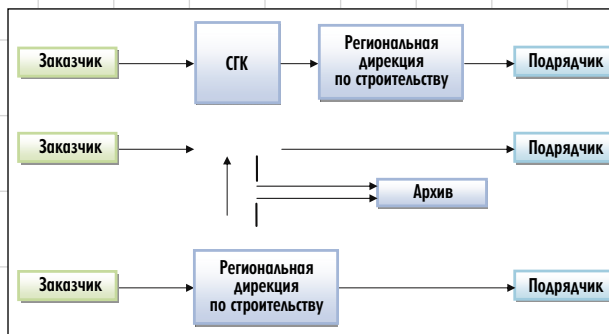 Заказчик
СГК
Региональная
дирекция
по строительству
Подрядчик
Заказчик
Подрядчик
Архив
Заказчик
Региональная
дирекция
по строительству
Подрядчик